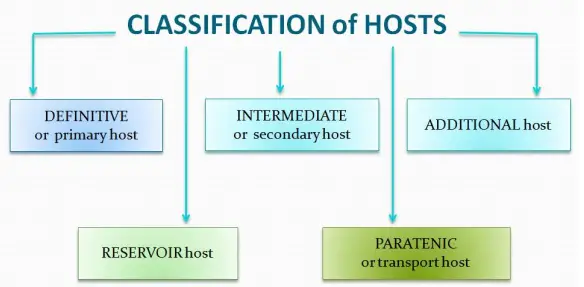 CLASSIFICATION of HOSTS
DEFINITIVE
or primary host
INTERMEDIATE
or secondary host
ADDITIONAL host
RESERVOIR host
PARATENIC
or transport host